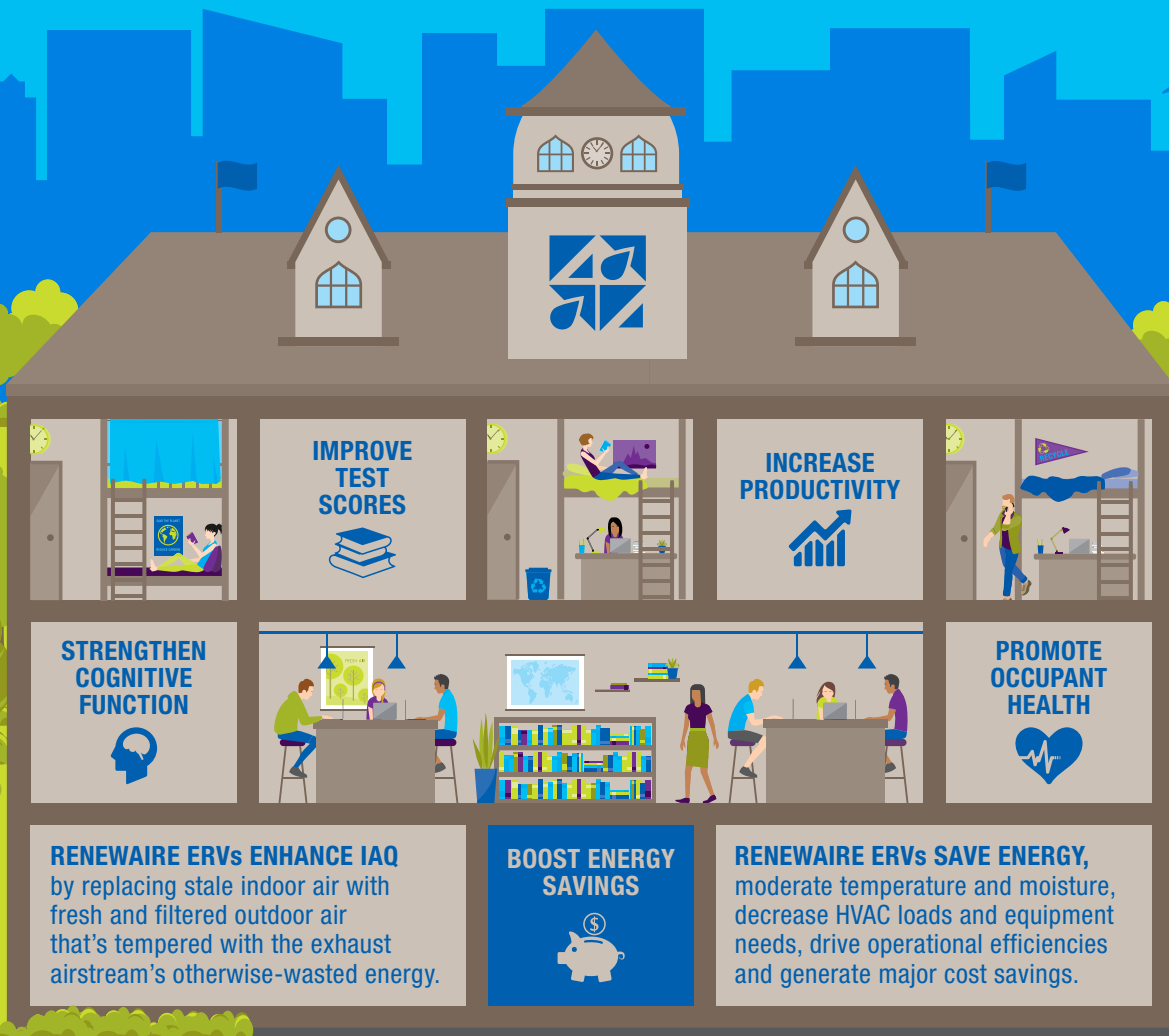 IMPROVE
TEST
SCORES
INCREASE
PRODUCTIVITY
RECYCLE
STRENGTHEN
COGNITIVE
FUNCTION
PROMOTE
OCCUPANT
HEALTH
RENEWAIRE ERVs ENHANCE IAQ
by replacing stale indoor air with
fresh and filtered outdoor air
that's tempered with the exhaust
airstream's otherwise-wasted energy.
BOOST ENERGY
SAVINGS
$
RENEWAIRE ERVs SAVE ENERGY,
moderate temperature and moisture,
decrease HVAC loads and equipment
needs, drive operational efficiencies
and generate major cost savings.